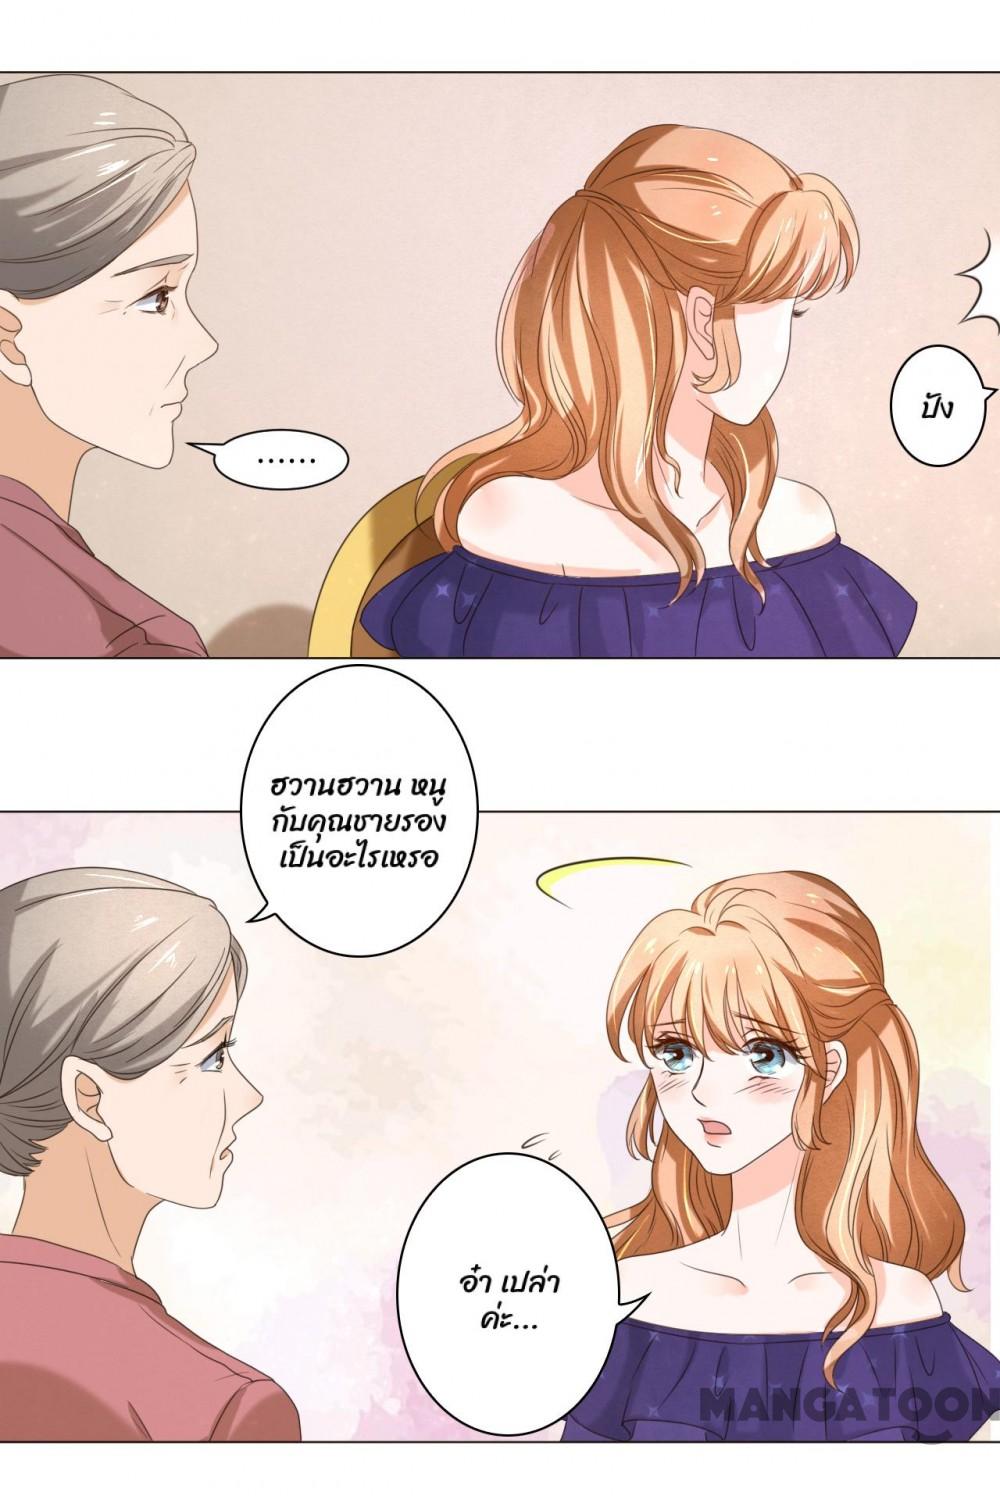 ปัง
......
ฮวานฮวาน หนู
กับคุณชายรอง
เป็นอะไรเหรอ
อ๋า เปล่า
ค่ะ...
MANGATOON